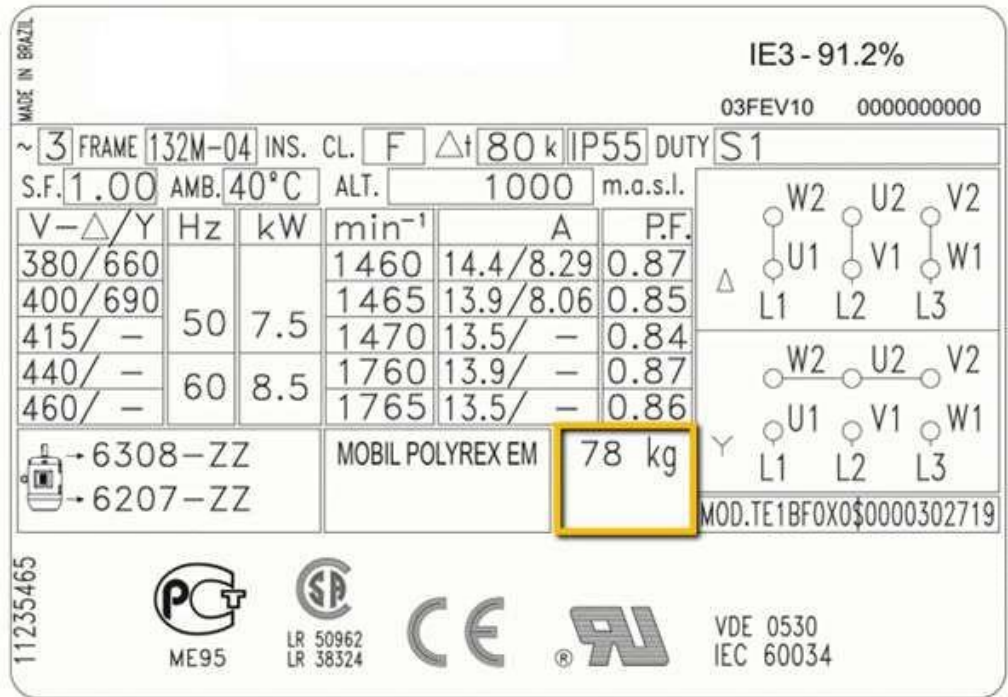 MADE IN BRAZIL
IE3 - 91.2%
03FEV10 0000000000
~ 3 FRAME 132M-04 INS. CL. F △t 80 k IP55 DUTY S1
S.F. 1.00 AMB. 40°C ALT. 1000 m.a.s.l.
V-△/Y Hz kW min⁻¹ A P.F.
380/660 1460 14.4/8.29 0.87
400/690 1465 13.9/8.06 0.85
415/ – 50 7.5 1470 13.5/ – 0.84
440/ – 60 8.5 1760 13.9/ – 0.87
460/ – 1765 13.5/ – 0.86
W2 U2 V2
△ U1 V1 W1
L1 L2 L3
W2 U2 V2
Y U1 V1 W1
L1 L2 L3
6308-ZZ MOBIL POLYREX EM 78 kg
6207-ZZ
MOD.TE1BF0X0$0000302719
11235465
PCT
ME95
SA
LR 50962
LR 38324
CE
RU ®
VDE 0530
IEC 60034